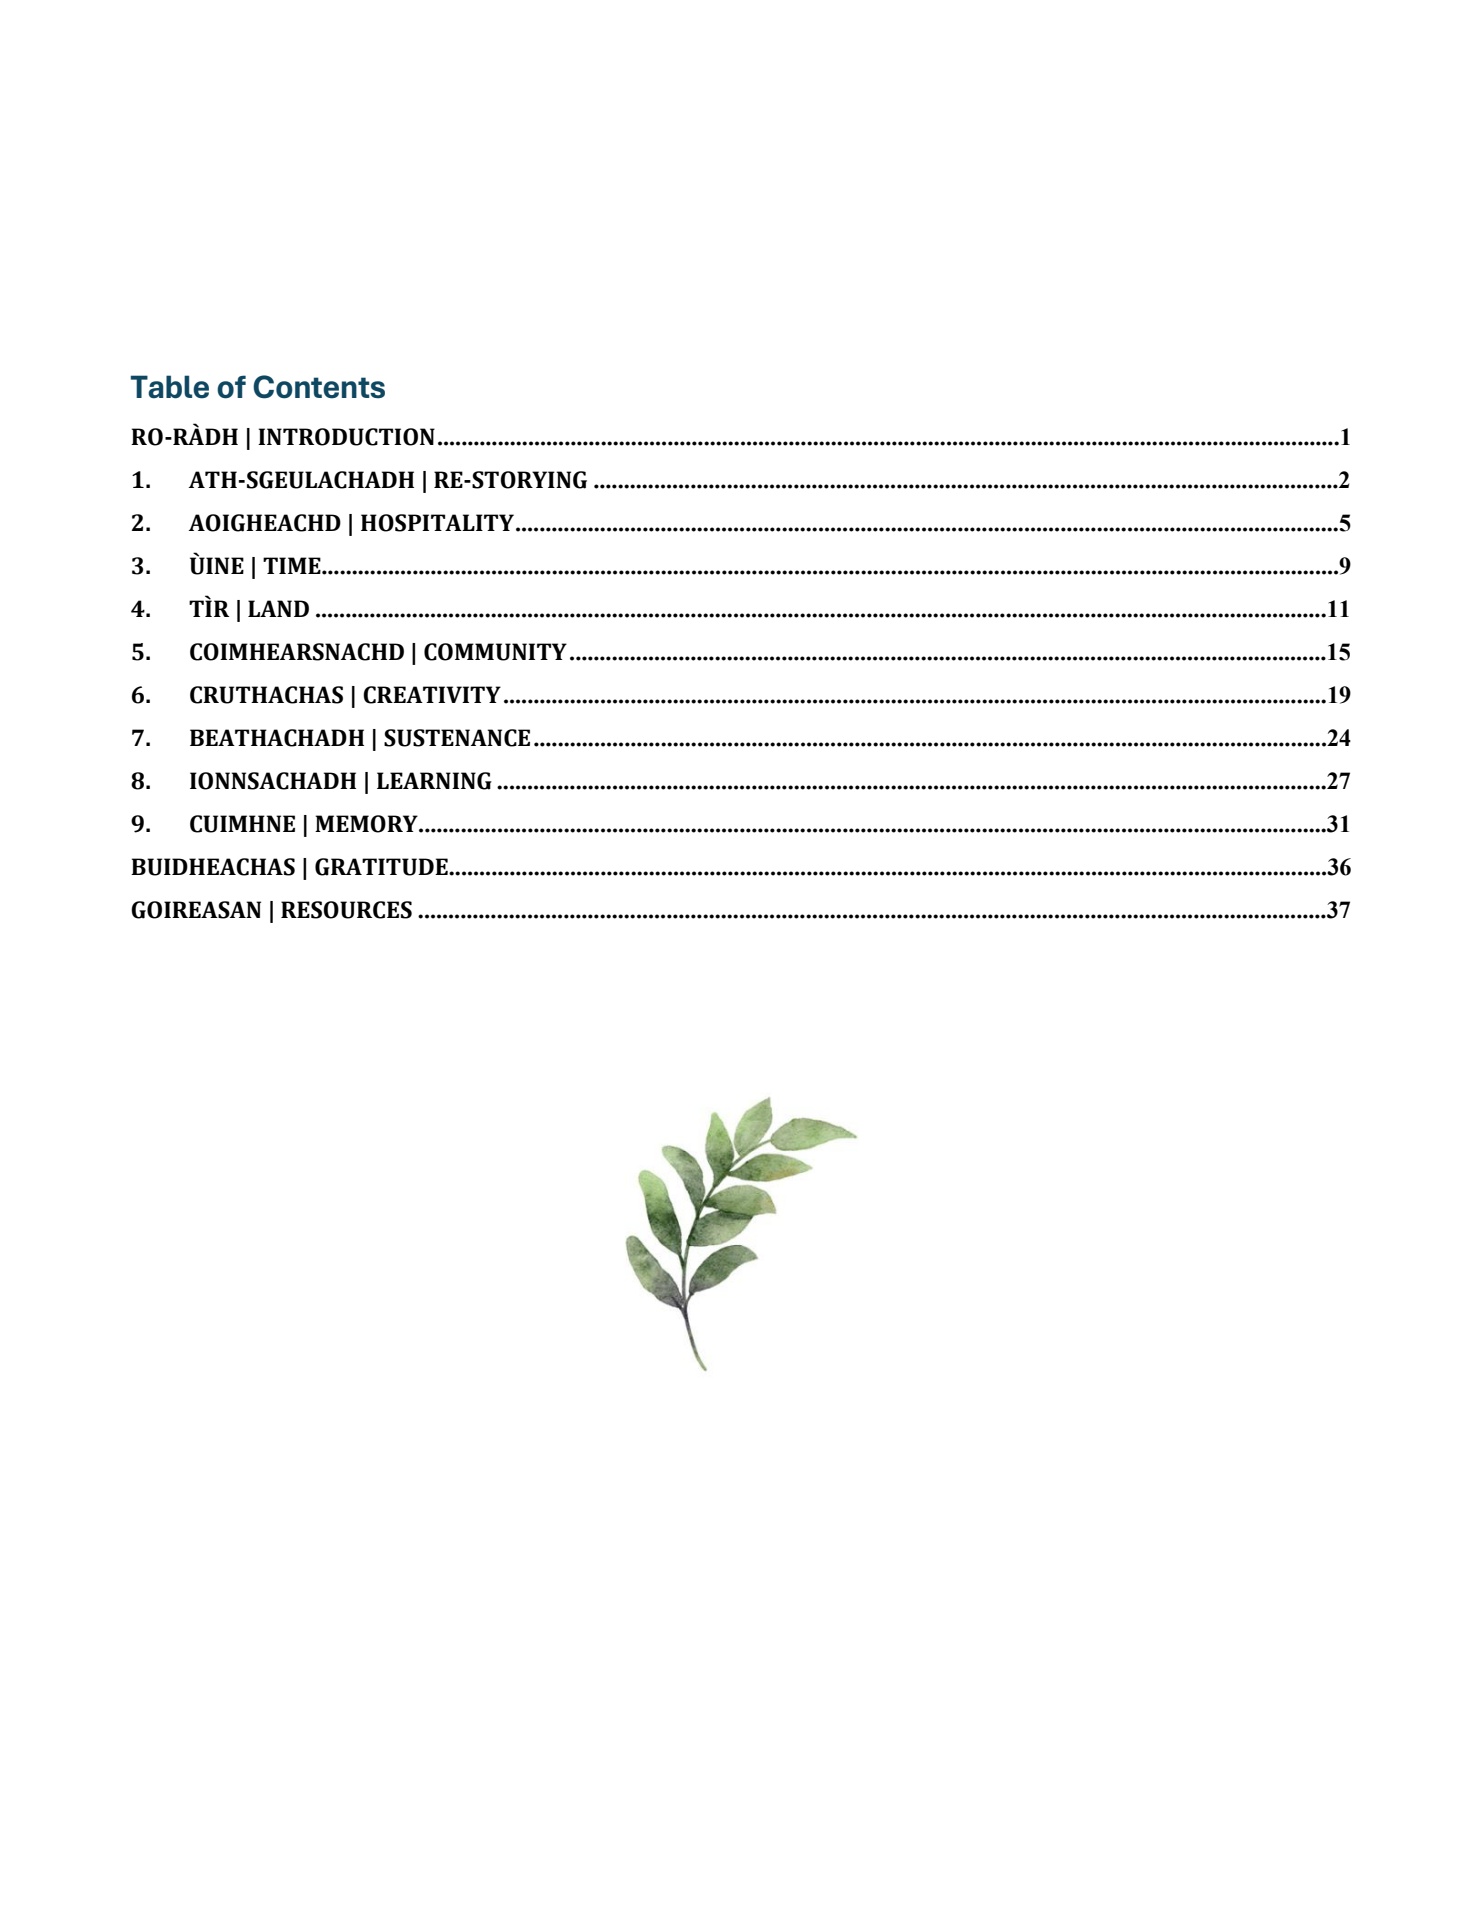 Table of Contents
RO-RÀDH | INTRODUCTION....................1
1. ATH-SGEULACHADH | RE-STORYING ....................2
2. AOIGHEACHD | HOSPITALITY....................5
3. ÙINE | TIME....................9
4. TÌR | LAND ....................11
5. COIMHEARSNACHD | COMMUNITY....................15
6. CRUTHACHAS | CREATIVITY....................19
7. BEATHACHADH | SUSTENANCE....................24
8. IONNSACHADH | LEARNING ....................27
9. CUIMHNE | MEMORY....................31
BUIDHEACHAS | GRATITUDE....................36
GOIREASAN | RESOURCES ....................37